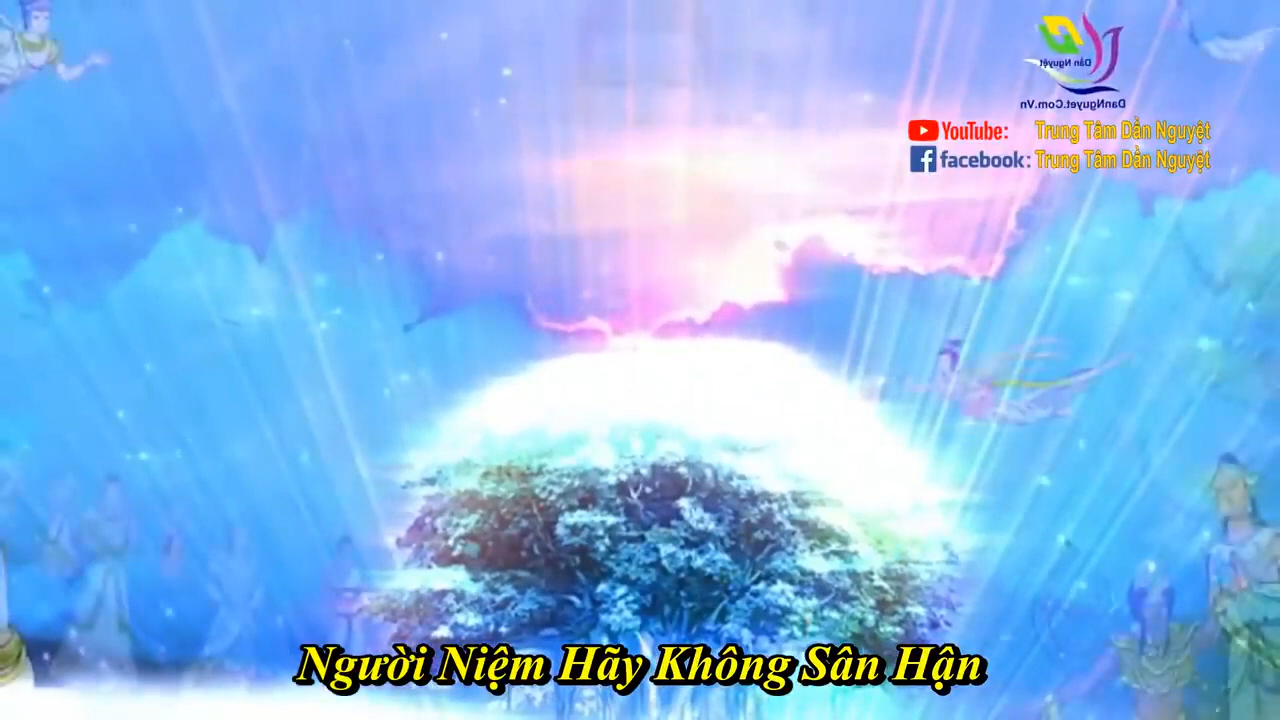 Dần Nguyệt
DanNguyet.Com.Vn
YouTube: Trung Tâm Dần Nguyệt
facebook: Trung Tâm Dần Nguyệt
Người Niệm Hãy Không Sân Hận